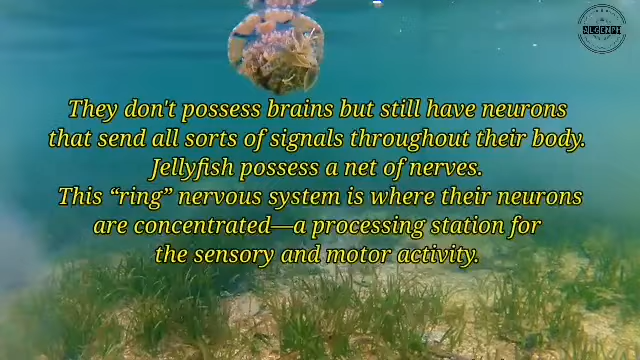 ALGENPH
They don't possess brains but still have neurons
that send all sorts of signals throughout their body.
Jellyfish possess a net of nerves.
This “ring” nervous system is where their neurons
are concentrated—a processing station for
the sensory and motor activity.